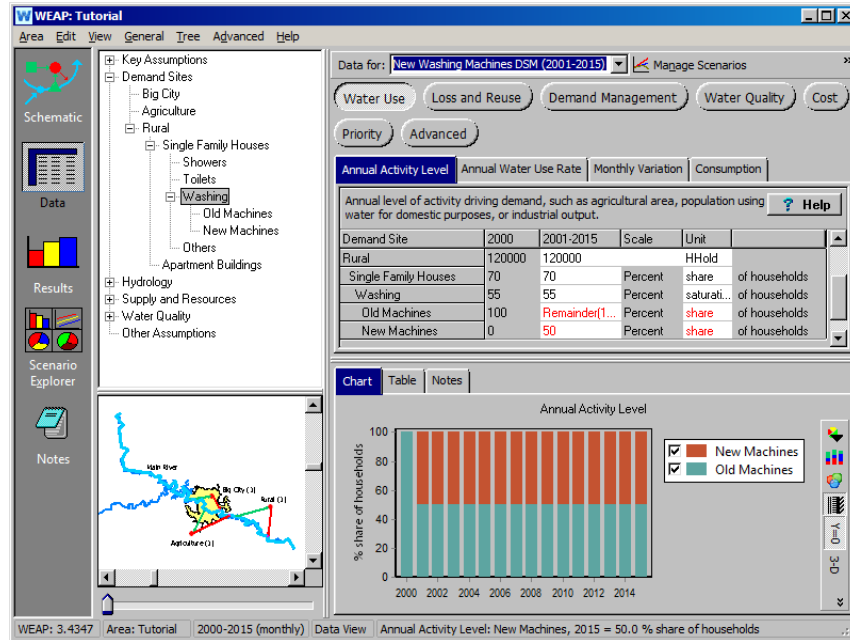 WEAP: Tutorial
Area Edit View General Tree Advanced Help
Schematic
Data
Results
Scenario
Explorer
Notes
Key Assumptions
Demand Sites
Big City
Agriculture
Rural
Single Family Houses
Showers
Toilets
Washing
Old Machines
New Machines
Others
Apartment Buildings
Hydrology
Supply and Resources
Water Quality
Other Assumptions
Main River
Big City (1)
Rural (3)
Agriculture (3)
Data for: New Washing Machines DSM (2001-2015) Manage Scenarios »
Water Use Loss and Reuse Demand Management Water Quality Cost
Priority Advanced
Annual Activity Level Annual Water Use Rate Monthly Variation Consumption
Annual level of activity driving demand, such as agricultural area, population using
water for domestic purposes, or industrial output.
? Help
Demand Site 2000 2001-2015 Scale Unit
Rural 120000 120000 HHold
Single Family Houses 70 70 Percent share of households
Washing 55 55 Percent saturati... of households
Old Machines 100 Remainder(1... Percent share of households
New Machines 0 50 Percent share of households
Chart Table Notes
Annual Activity Level
% share of households
100
80
60
40
20
0
2000 2002 2004 2006 2008 2010 2012 2014
New Machines
Old Machines
Y=0
3-D
WEAP: 3.4347 Area: Tutorial 2000-2015 (monthly) Data View Annual Activity Level: New Machines, 2015 = 50.0 % share of households